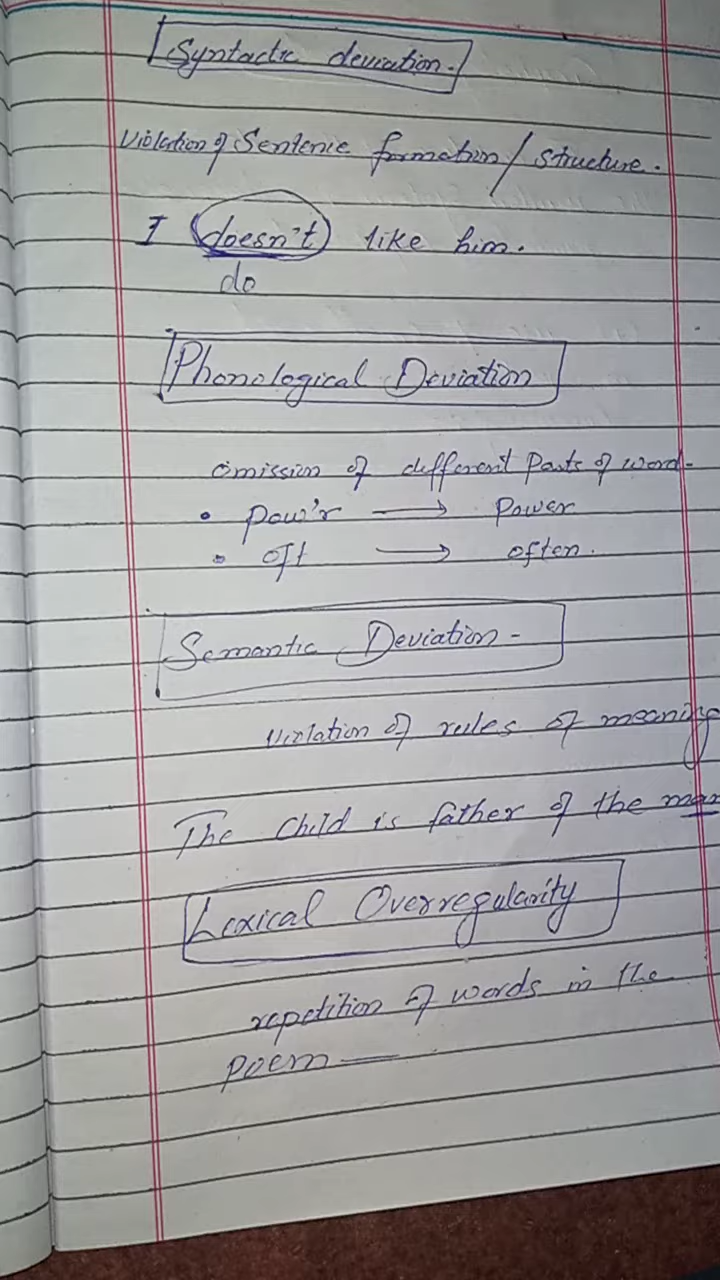 Syntactic deviation.
Violation of Sentence formation / structure.
I doesn't like him.
do
Phonological Deviation
omission of different Parts of word-
• pow'r → Power
• oft → often.
Semantic Deviation -
Violation of rules of meaning
The Child is father of the man
Lexical Overregularity
repetition of words in the
poem —